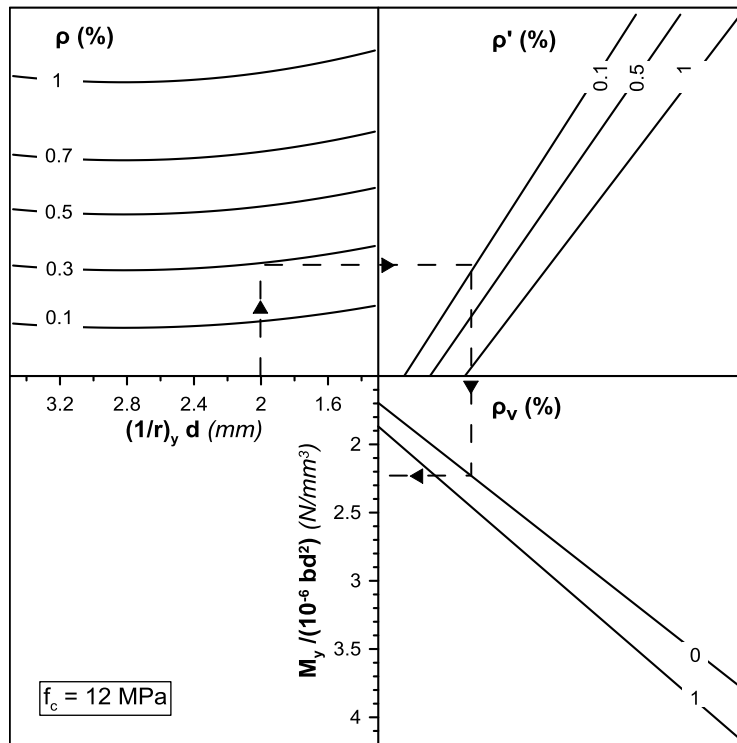 ρ (%)
1
0.7
0.5
0.3
0.1
ρ' (%)
0.1
0.5
1
3.2 2.8 2.4 2 1.6
(1/r)y d (mm)
ρv (%)
My /(10⁻⁶ bd²) (N/mm³)
2
2.5
3
3.5
4
0
1
fc = 12 MPa